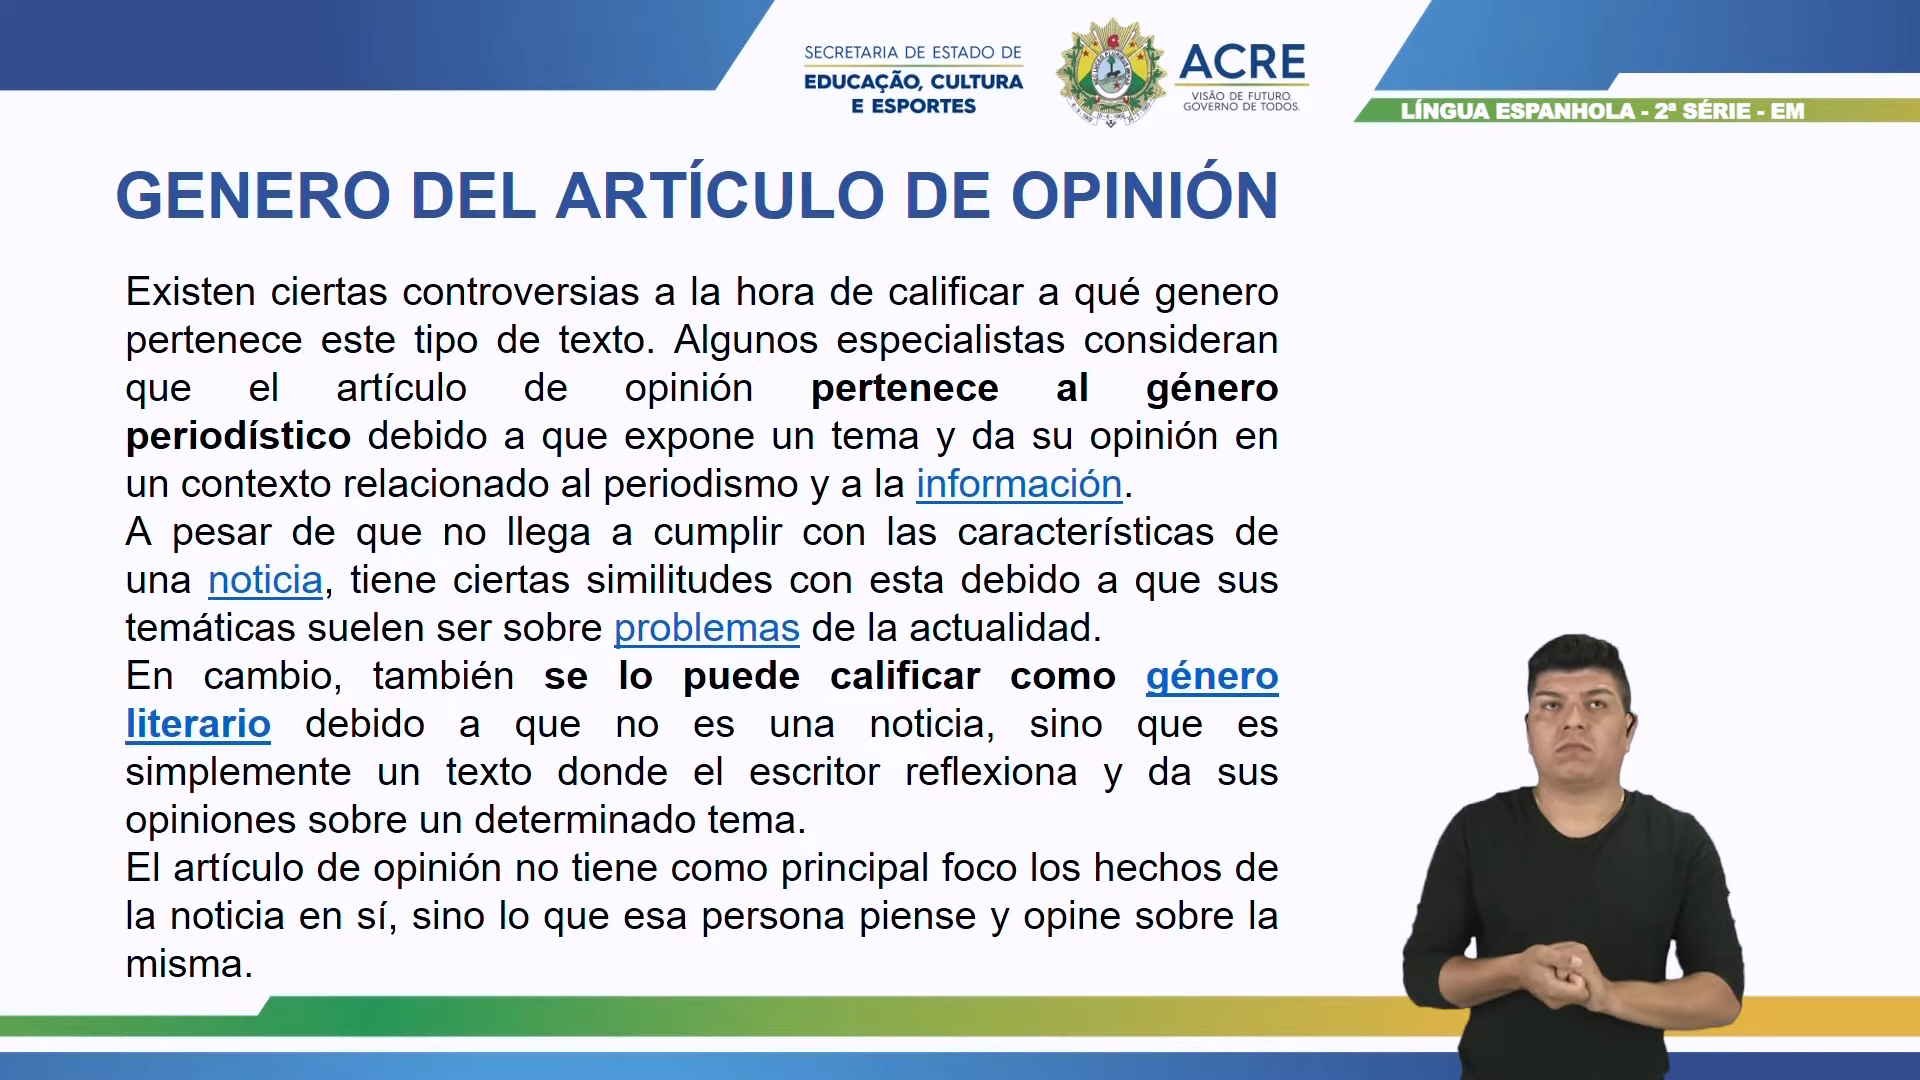 SECRETARIA DE ESTADO DE
EDUCAÇÃO, CULTURA
E ESPORTES
ACRE
VISÃO DE FUTURO.
GOVERNO DE TODOS.
LÍNGUA ESPANHOLA - 2ª SÉRIE - EM
GENERO DEL ARTÍCULO DE OPINIÓN
Existen ciertas controversias a la hora de calificar a qué genero
pertenece este tipo de texto. Algunos especialistas consideran
que el artículo de opinión pertenece al género
periodístico debido a que expone un tema y da su opinión en
un contexto relacionado al periodismo y a la información.
A pesar de que no llega a cumplir con las características de
una noticia, tiene ciertas similitudes con esta debido a que sus
temáticas suelen ser sobre problemas de la actualidad.
En cambio, también se lo puede calificar como género
literario debido a que no es una noticia, sino que es
simplemente un texto donde el escritor reflexiona y da sus
opiniones sobre un determinado tema.
El artículo de opinión no tiene como principal foco los hechos de
la noticia en sí, sino lo que esa persona piense y opine sobre la
misma.